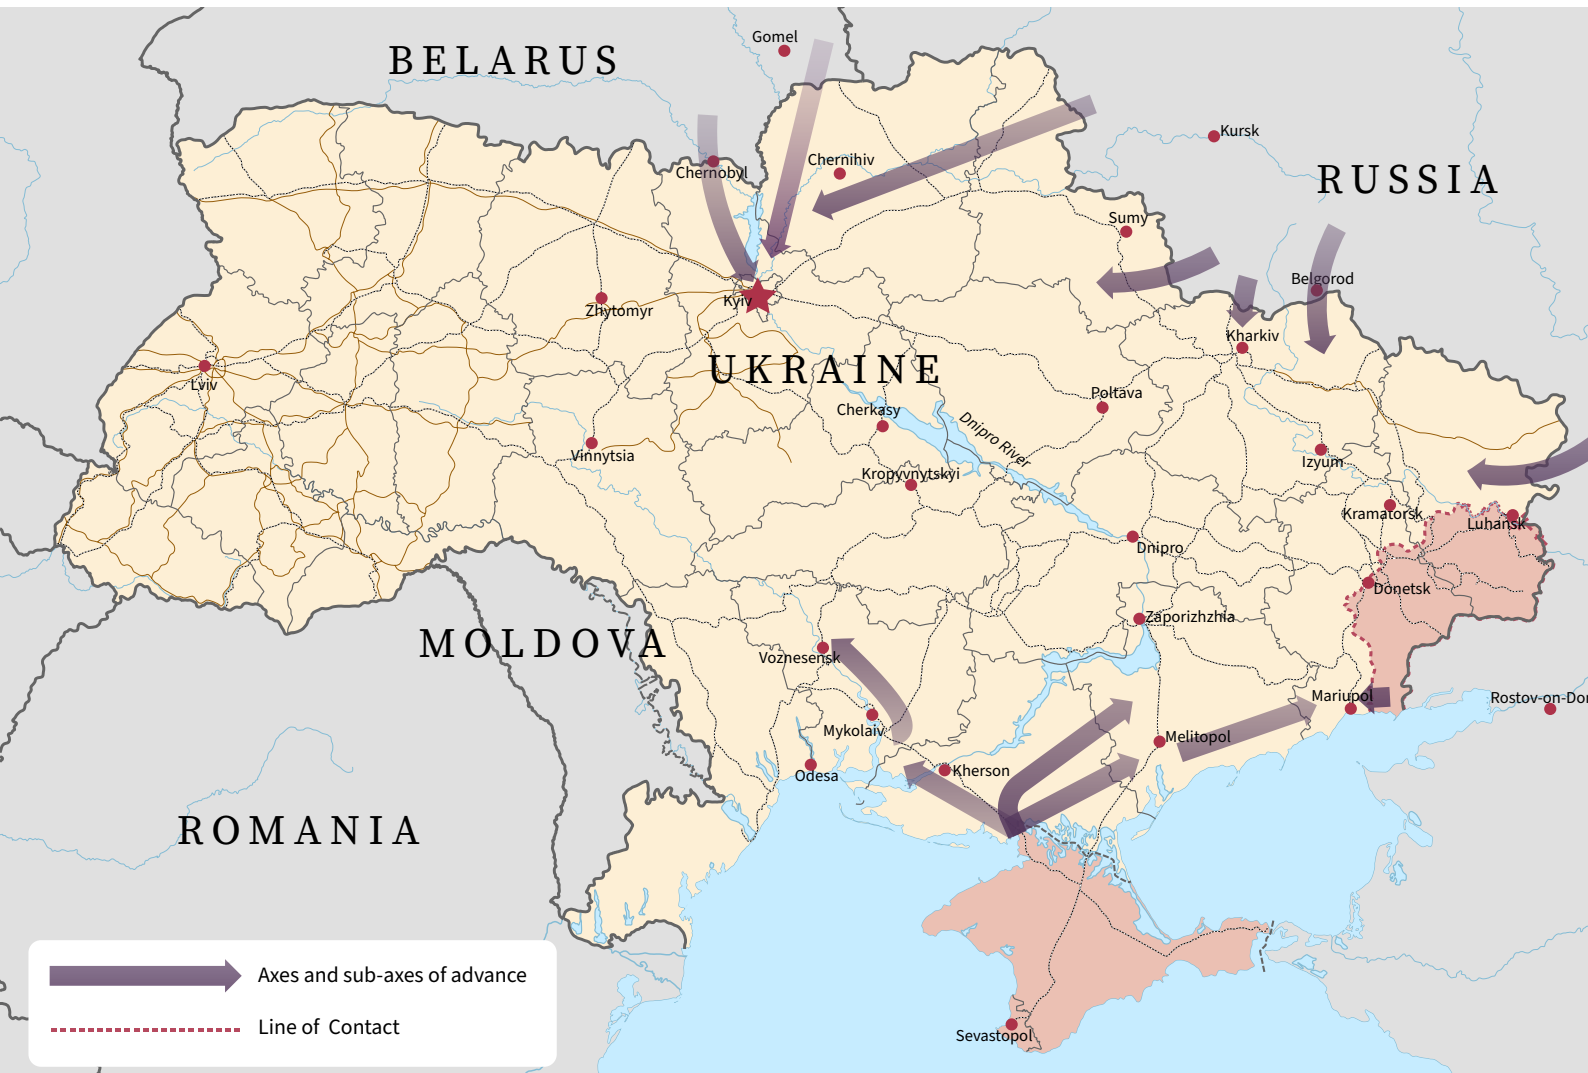 Gomel
BELARUS
Kursk
Chernihiv
Chernobyl
RUSSIA
Sumy
Belgorod
Kyiv
Zhytomyr
Kharkiv
UKRAINE
Lviv
Poltava
Cherkasy
Dnipro River
Vinnytsia
Izyum
Kropyvnytskyi
Kramatorsk
Luhansk
Dnipro
Donetsk
Zaporizhzhia
MOLDOVA
Voznesensk
Mariupol
Rostov-on-Don
Mykolaiv
Melitopol
Odesa
Kherson
ROMANIA
Axes and sub-axes of advance
Line of Contact
Sevastopol